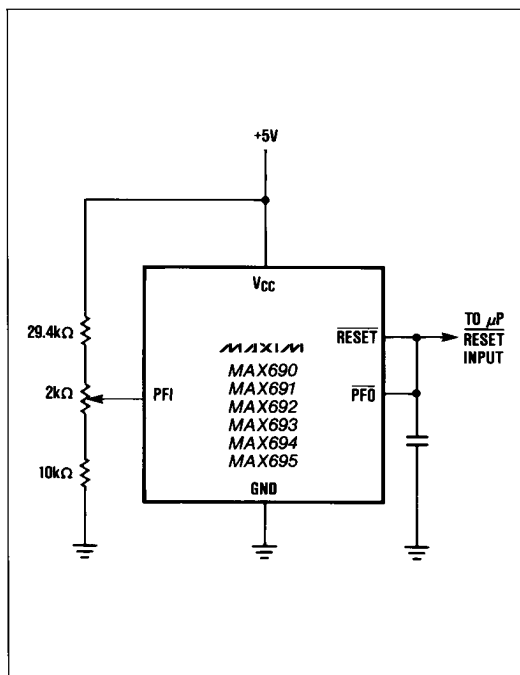 +5V
VCC
29.4kΩ
2kΩ
10kΩ
PFI
MAXIM
MAX690
MAX691
MAX692
MAX693
MAX694
MAX695
GND
RESET
PFO
TO μP
RESET
INPUT